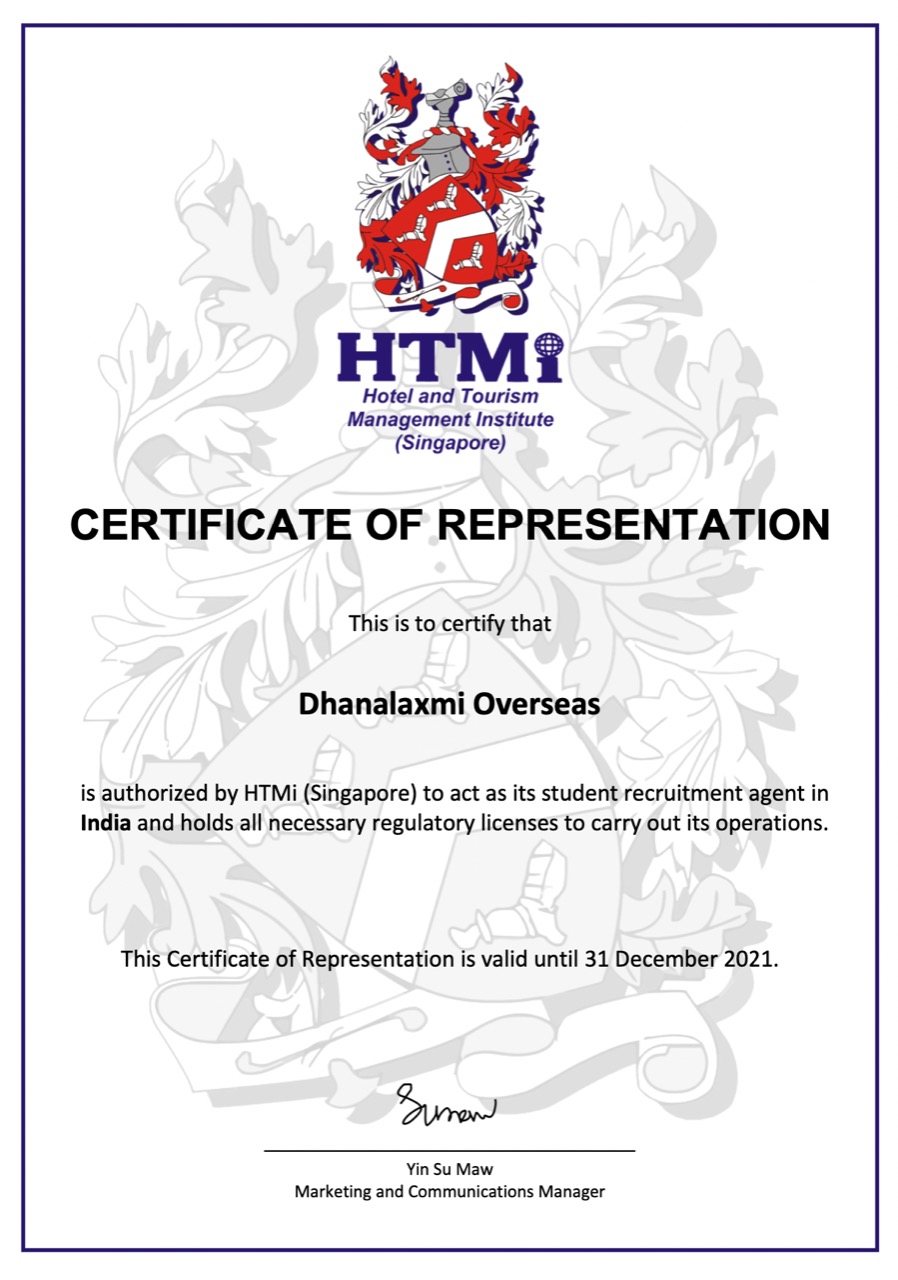 HTMi
Hotel and Tourism
Management Institute
(Singapore)
CERTIFICATE OF REPRESENTATION
This is to certify that
Dhanalaxmi Overseas
is authorized by HTMi (Singapore) to act as its student recruitment agent in
India and holds all necessary regulatory licenses to carry out its operations.
This Certificate of Representation is valid until 31 December 2021.
Yin Su Maw
Marketing and Communications Manager